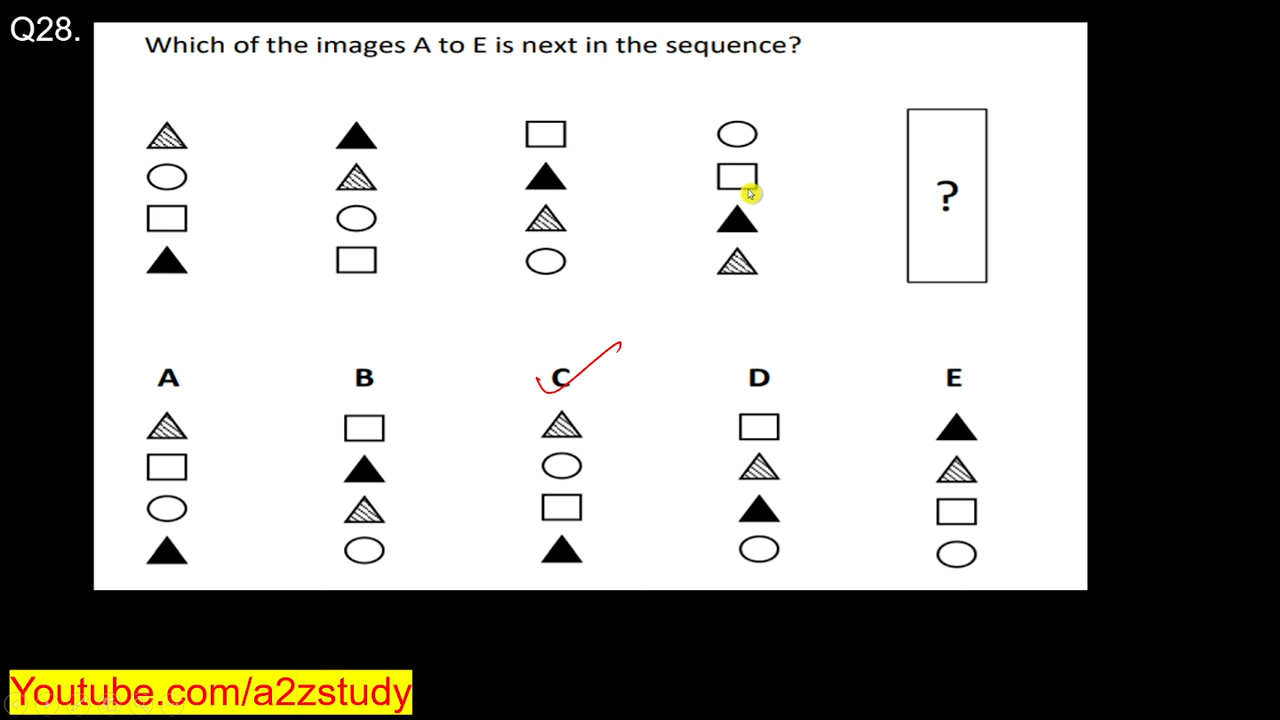 Q28.
Which of the images A to E is next in the sequence?
?
A B C D E
Youtube.com/a2zstudy